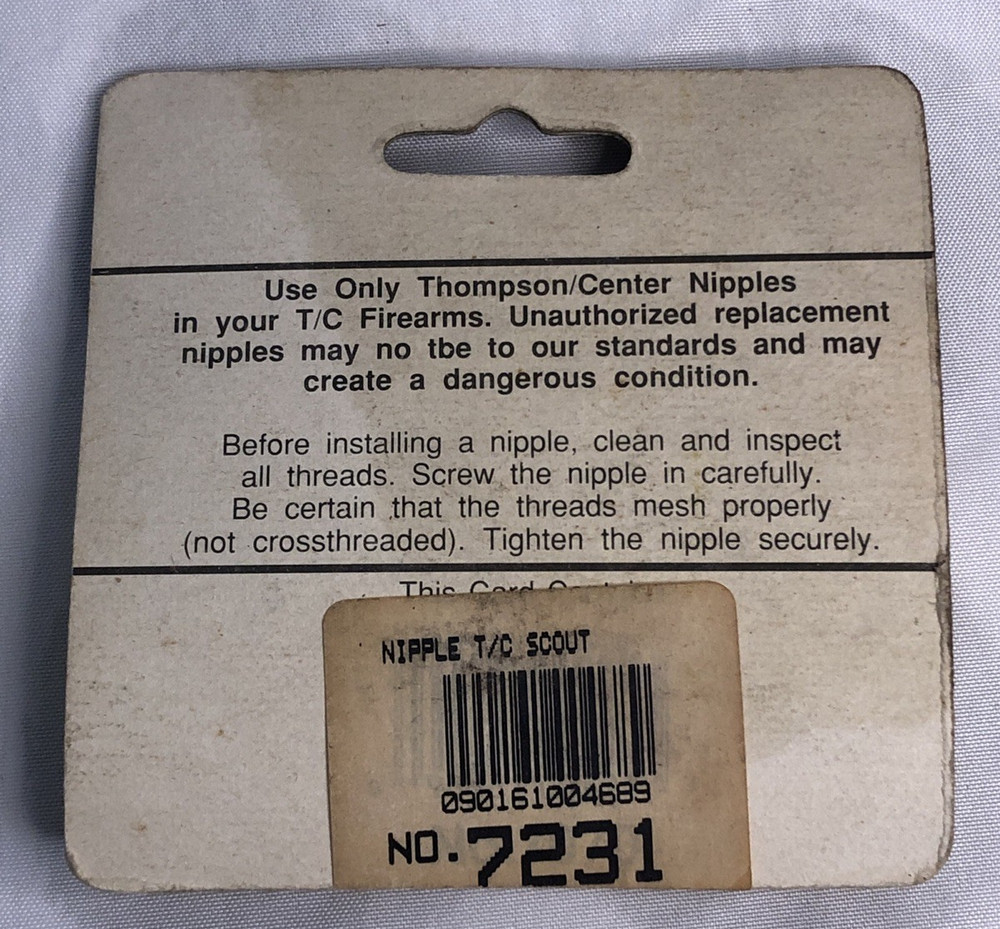 Use Only Thompson/Center Nipples
in your T/C Firearms. Unauthorized replacement
nipples may no tbe to our standards and may
create a dangerous condition.
Before installing a nipple, clean and inspect
all threads. Screw the nipple in carefully.
Be certain that the threads mesh properly
(not crossthreaded). Tighten the nipple securely.
This Card
NIPPLE T/C SCOUT
090161004689
NO. 7231